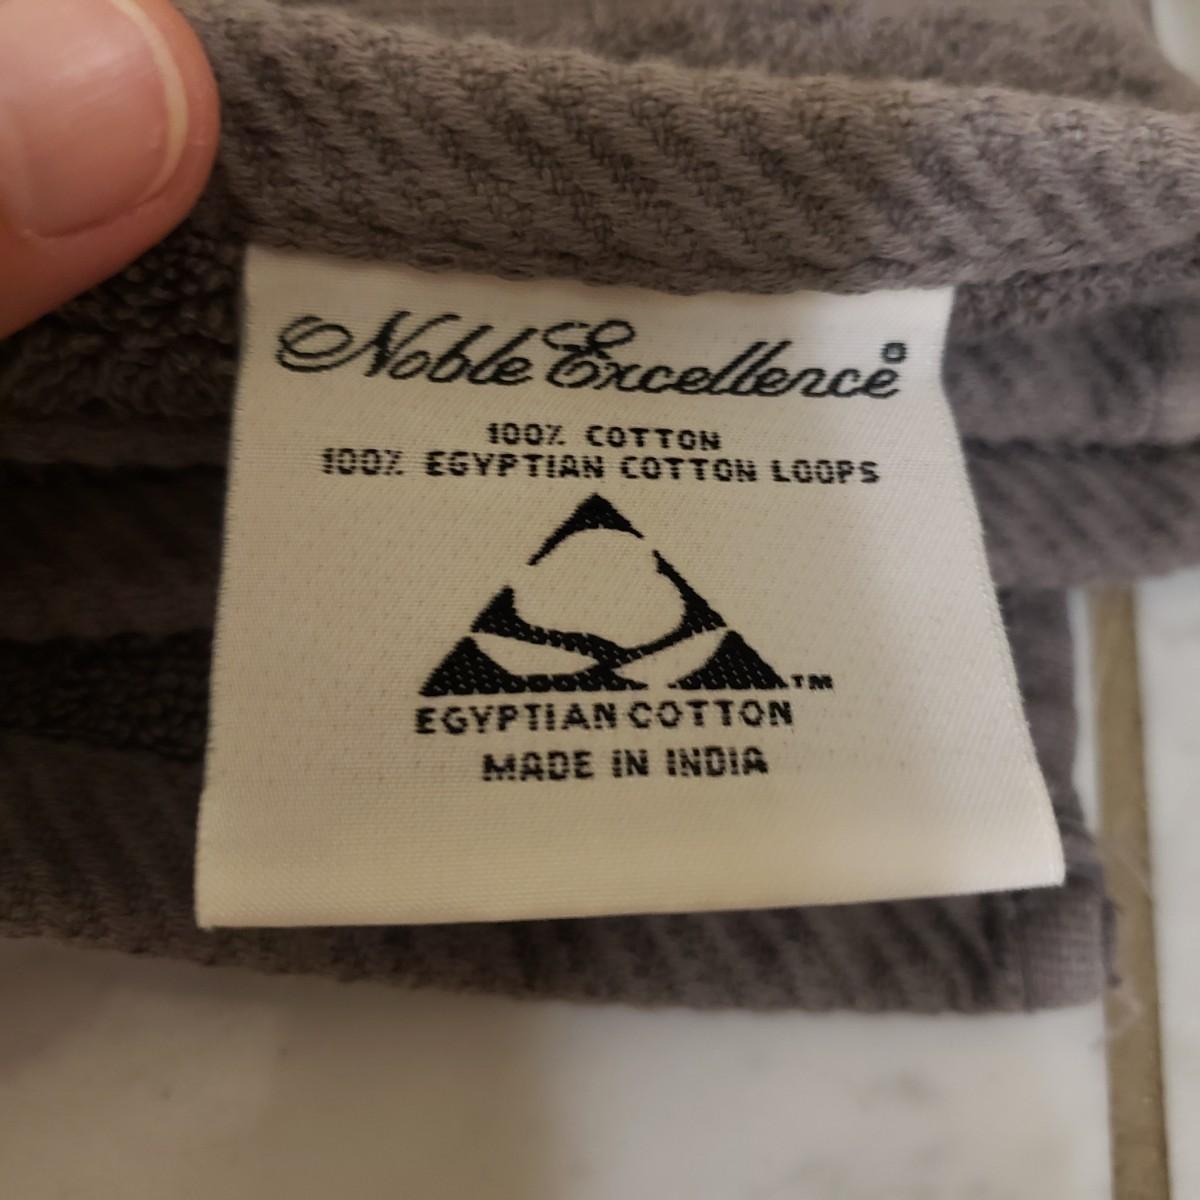 Noble Excellence®
100% COTTON
100% EGYPTIAN COTTON LOOPS
TM
EGYPTIAN COTTON
MADE IN INDIA